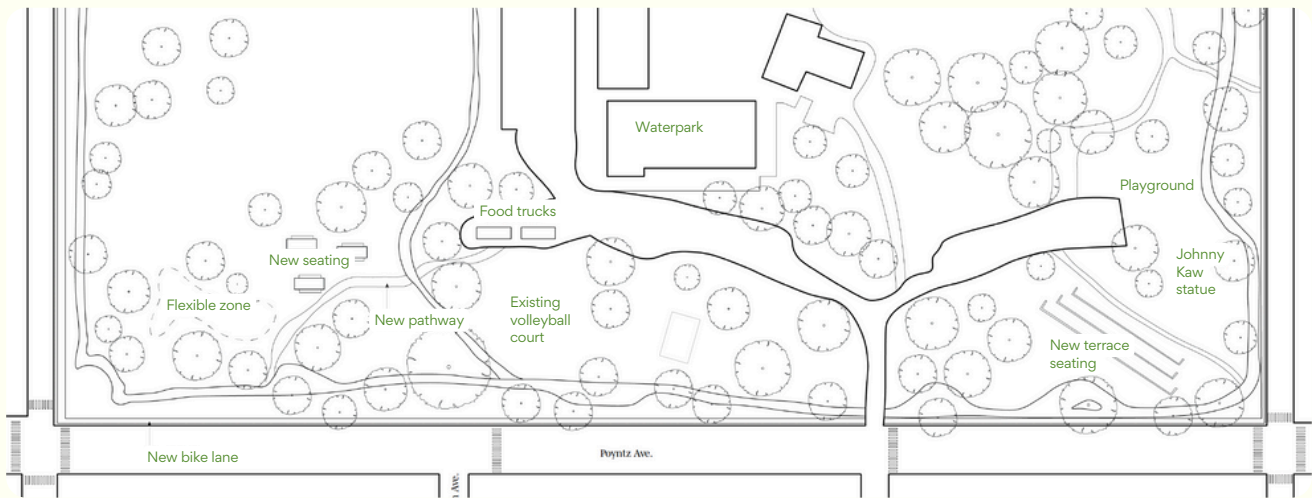 Waterpark
Playground
Food trucks
New seating
Johnny
Kaw
statue
Flexible zone
Existing
volleyball
court
New pathway
New terrace
seating
New bike lane
Poyntz Ave.
Ave.